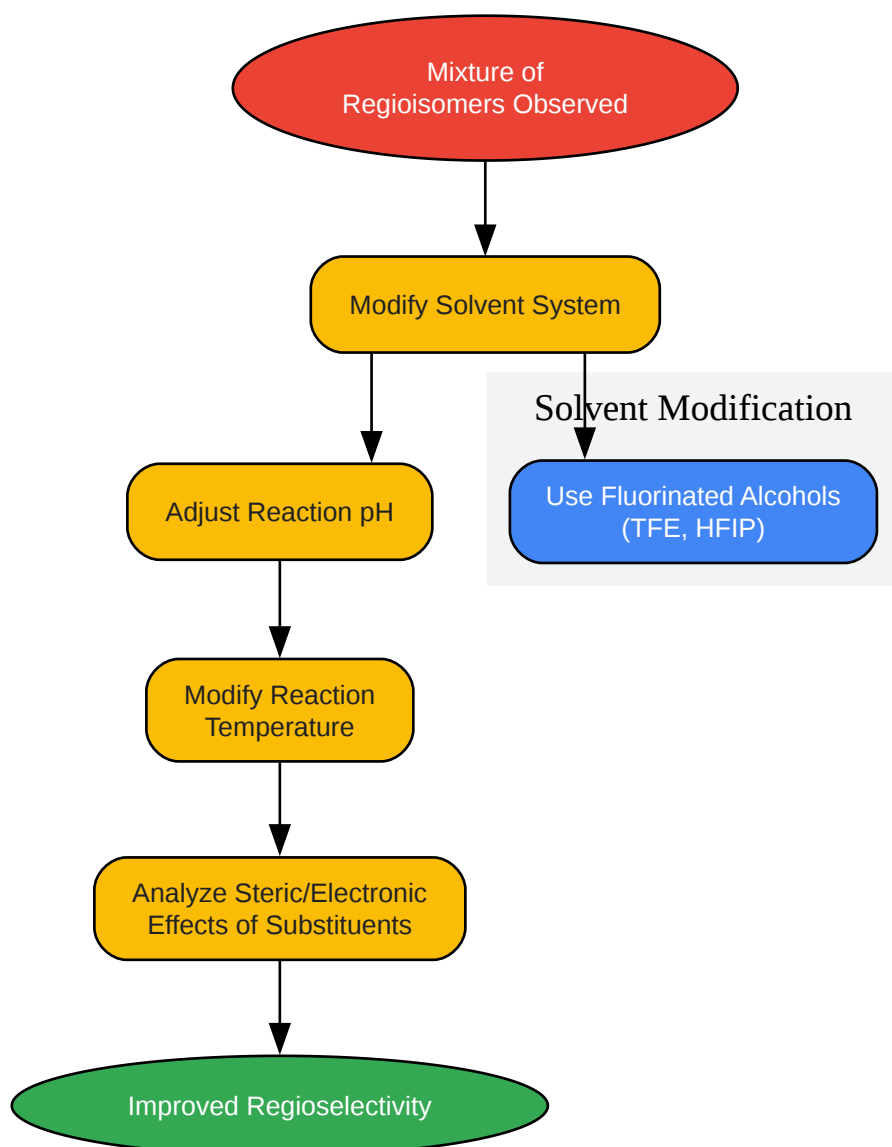 Mixture of
Regioisomers Observed
Modify Solvent System
Solvent Modification
Adjust Reaction pH
Use Fluorinated Alcohols
(TFE, HFIP)
Modify Reaction
Temperature
Analyze Steric/Electronic
Effects of Substituents
Improved Regioselectivity